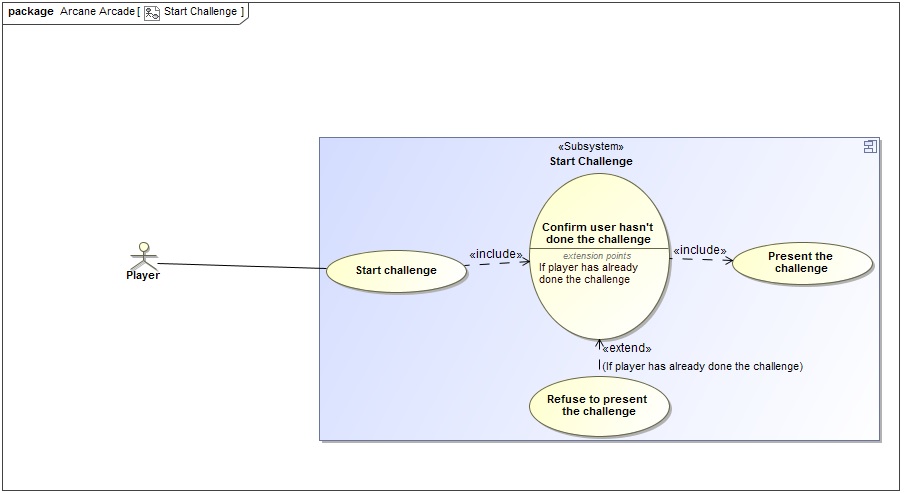 package Arcane Arcade [ Start Challenge ]
«Subsystem»
Start Challenge
Confirm user hasn't
done the challenge
extension points
If player has already
done the challenge
«include»
«include»
Start challenge
Present the
challenge
Player
«extend»
(If player has already done the challenge)
Refuse to present
the challenge